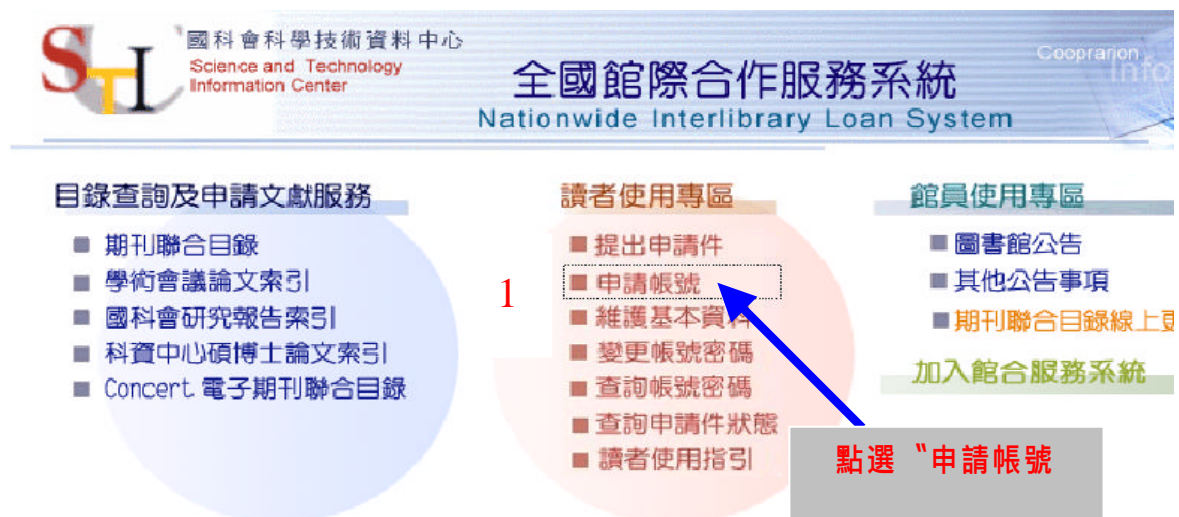 STI
國科會科學技術資料中心
Science and Technology
Information Center
全國館際合作服務系統
Nationwide Interlibrary Loan System
Cooprarion
Info
目錄查詢及申請文獻服務
期刊聯合目錄
學術會議論文索引
國科會研究報告索引
科資中心碩博士論文索引
Concert 電子期刊聯合目錄
1
讀者使用專區
提出申請件
申請帳號
維護基本資料
變更帳號密碼
查詢帳號密碼
查詢申請件狀態
讀者使用指引
館員使用專區
圖書館公告
其他公告事項
期刊聯合目錄線上更
加入館合服務系統
點選〝申請帳號